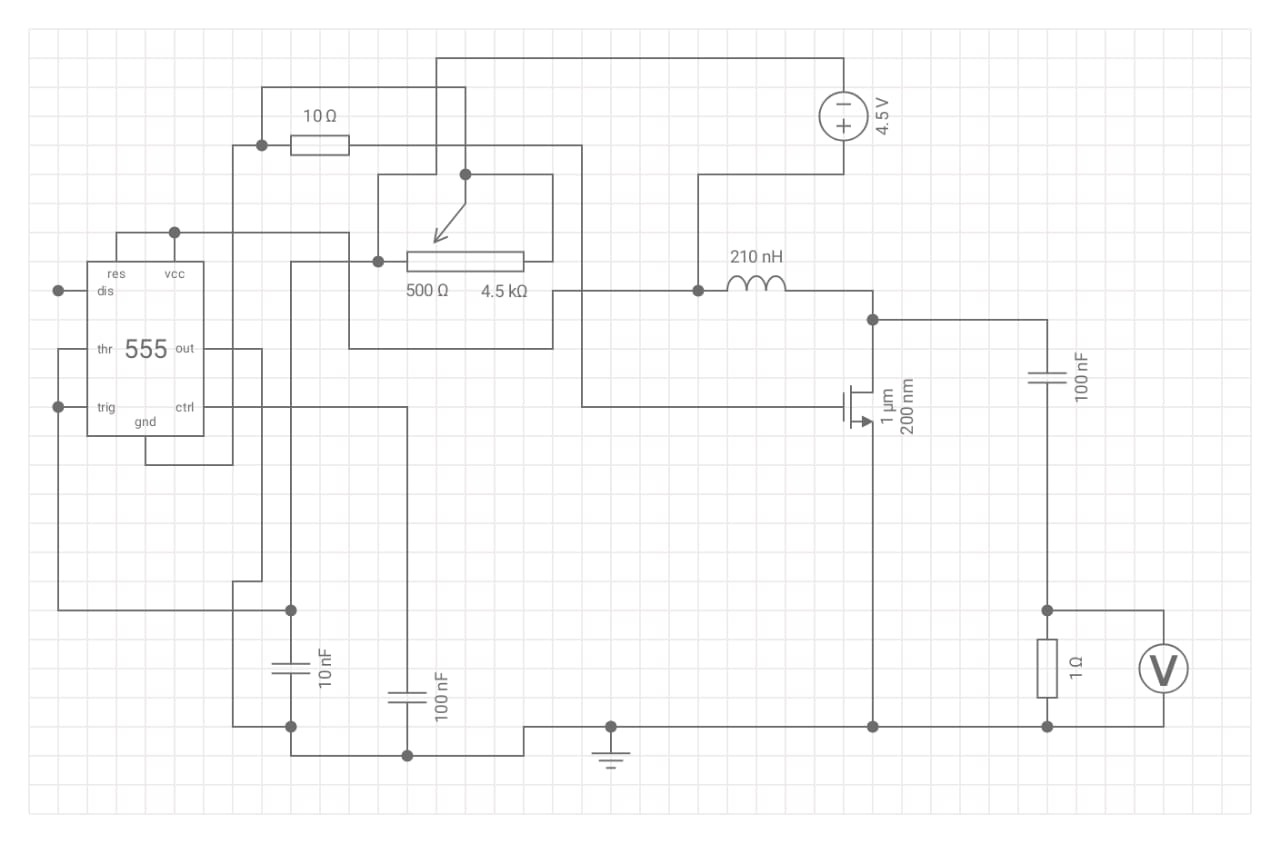 10 Ω
−
+
4.5 V
res
vcc
dis
500 Ω
4.5 kΩ
210 nH
thr
555
out
trig
ctrl
gnd
1 µm
200 nm
100 nF
10 nF
100 nF
1 Ω
V